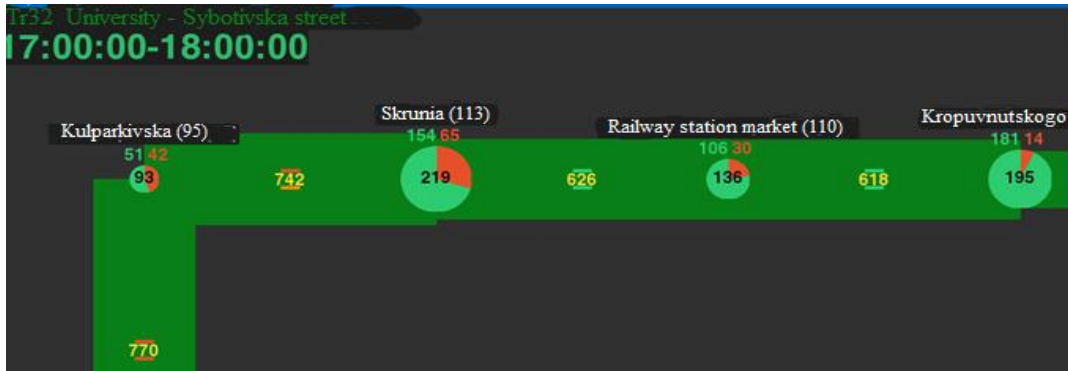 Tr32 University - Sybotivska street
17:00:00-18:00:00
Kulparkivska (95)
51 42
93
742
Skrunia (113)
154 65
219
626
Railway station market (110)
106 30
136
618
Kropuvnutskogo
181 14
195
770